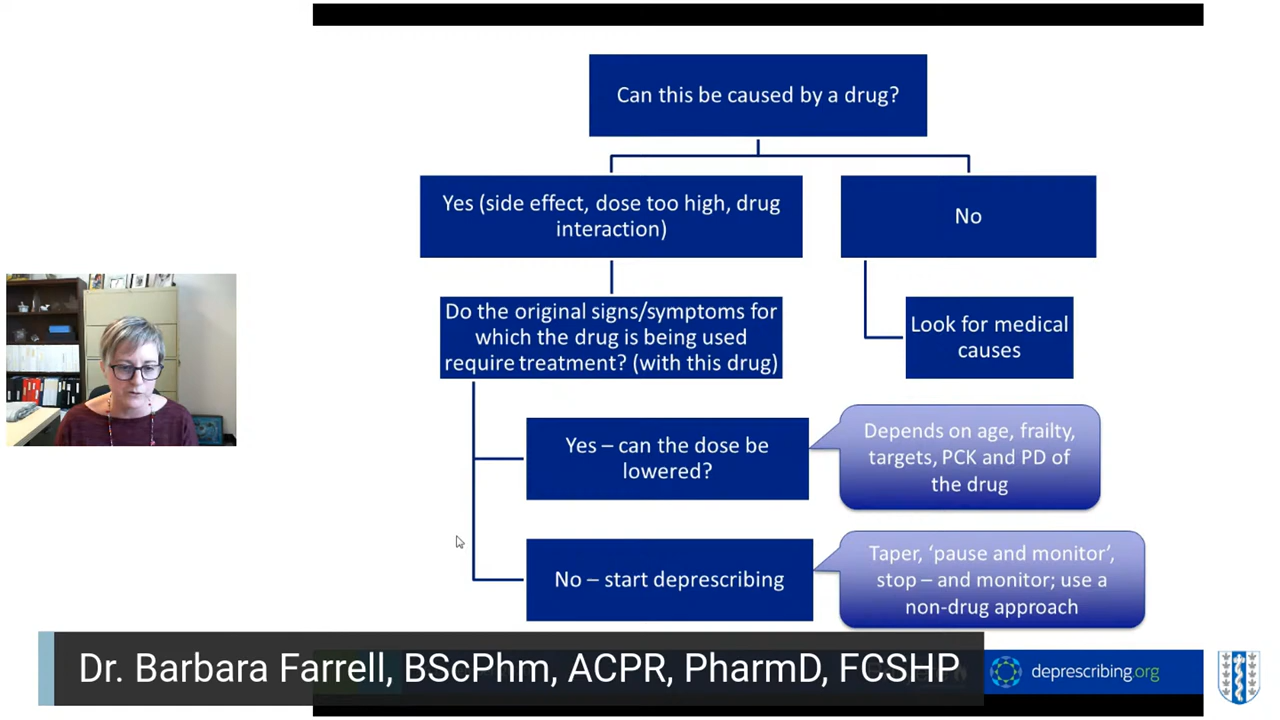 Can this be caused by a drug?
Yes (side effect, dose too high, drug
interaction)
No
Do the original signs/symptoms for
which the drug is being used
require treatment? (with this drug)
Look for medical
causes
Yes – can the dose be
lowered?
Depends on age, frailty,
targets, PCK and PD of
the drug
No – start deprescribing
Taper, ‘pause and monitor’,
stop – and monitor; use a
non-drug approach
Dr. Barbara Farrell, BScPhm, ACPR, PharmD, FCSHP
deprescribing.org